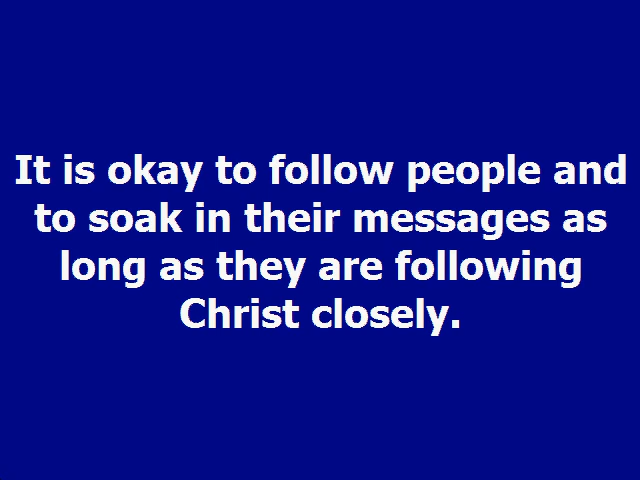 It is okay to follow people and
to soak in their messages as
long as they are following
Christ closely.